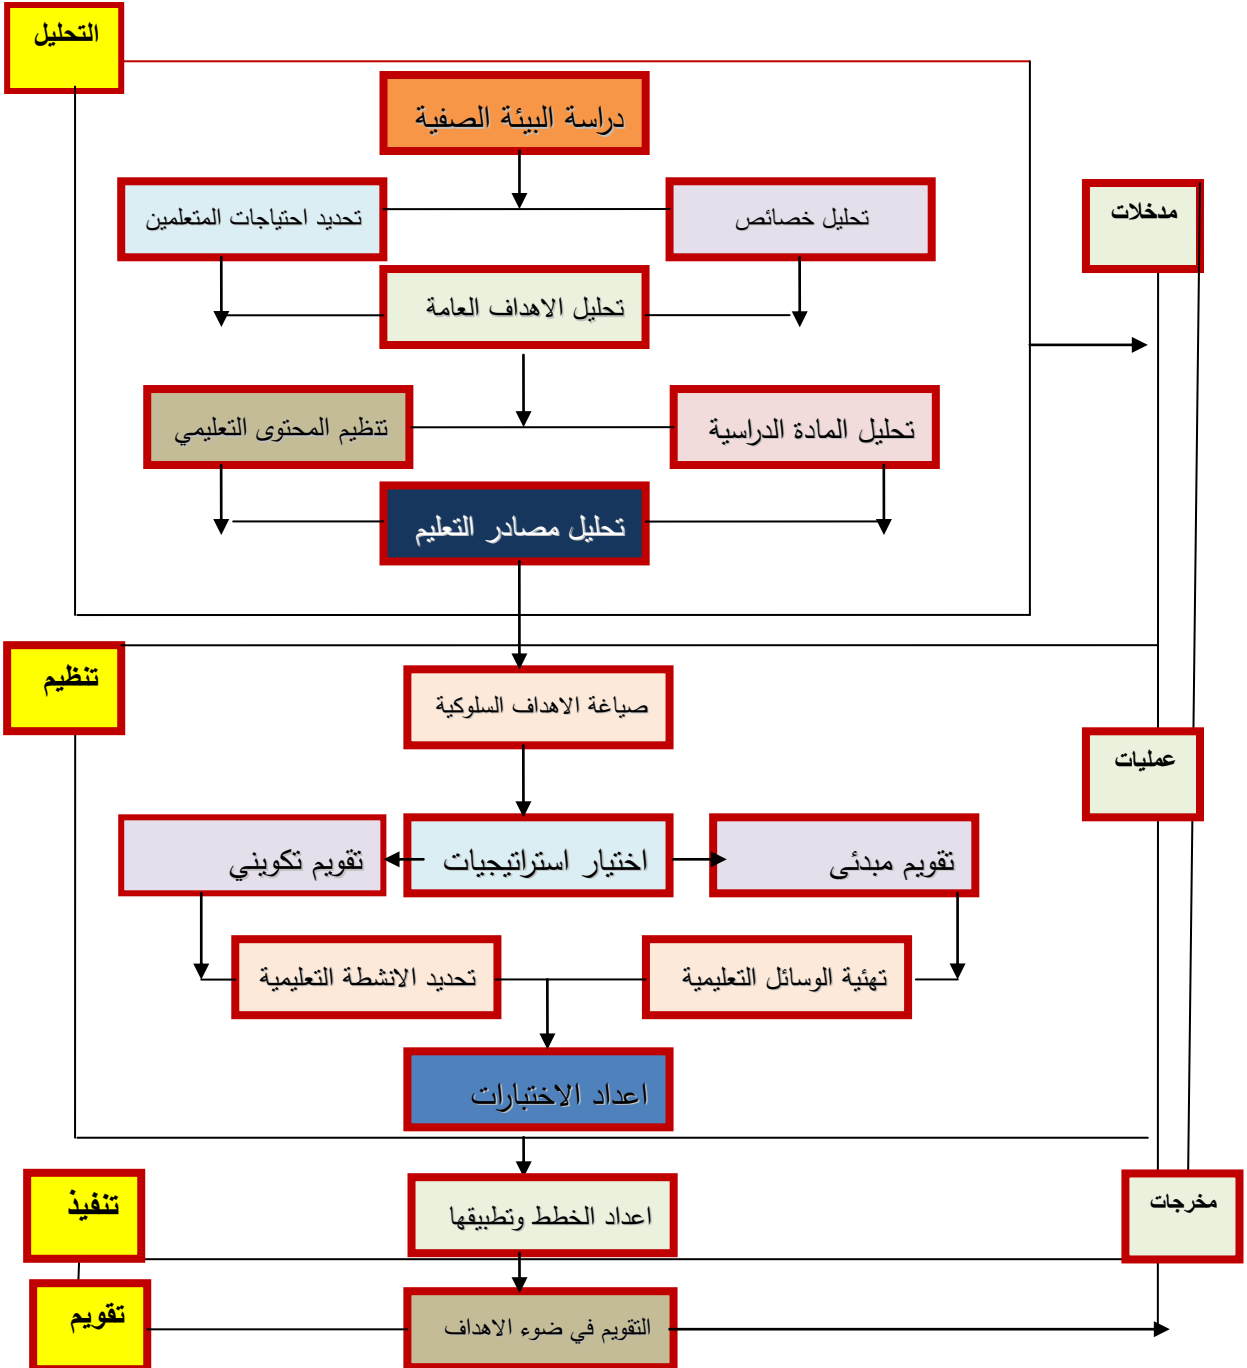 التحليل
دراسة البيئة الصفية
تحليل خصائص
تحديد احتياجات المتعلمين
مدخلات
تحليل الاهداف العامة
تحليل المادة الدراسية
تنظيم المحتوى التعليمي
تحليل مصادر التعليم
تنظيم
صياغة الاهداف السلوكية
عمليات
تقويم مبدئى
اختيار استراتيجيات
تقويم تكويني
تهئية الوسائل التعليمية
تحديد الانشطة التعليمية
اعداد الاختبارات
تنفيذ
اعداد الخطط وتطبيقها
مخرجات
تقويم
التقويم في ضوء الاهداف